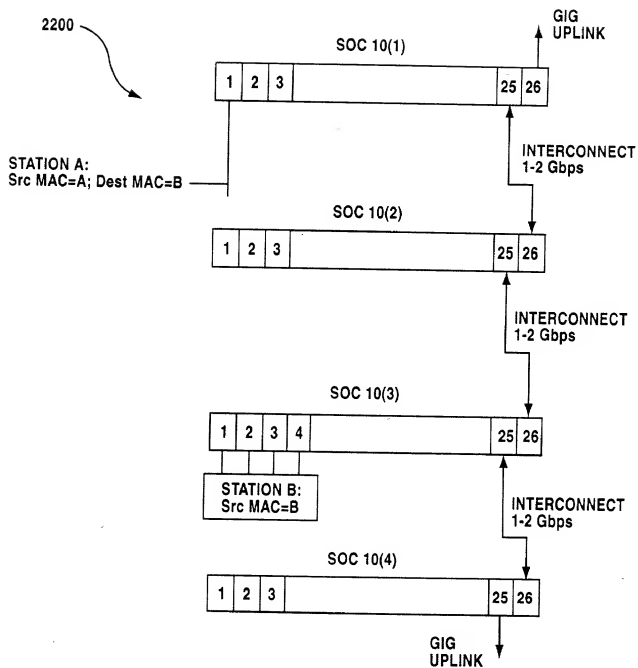 2200
SOC 10(1)
GIG
UPLINK
1 2 3 25 26
STATION A:
Src MAC=A; Dest MAC=B
INTERCONNECT
1-2 Gbps
SOC 10(2)
1 2 3 25 26
INTERCONNECT
1-2 Gbps
SOC 10(3)
1 2 3 4 25 26
STATION B:
Src MAC=B
INTERCONNECT
1-2 Gbps
SOC 10(4)
1 2 3 25 26
GIG
UPLINK